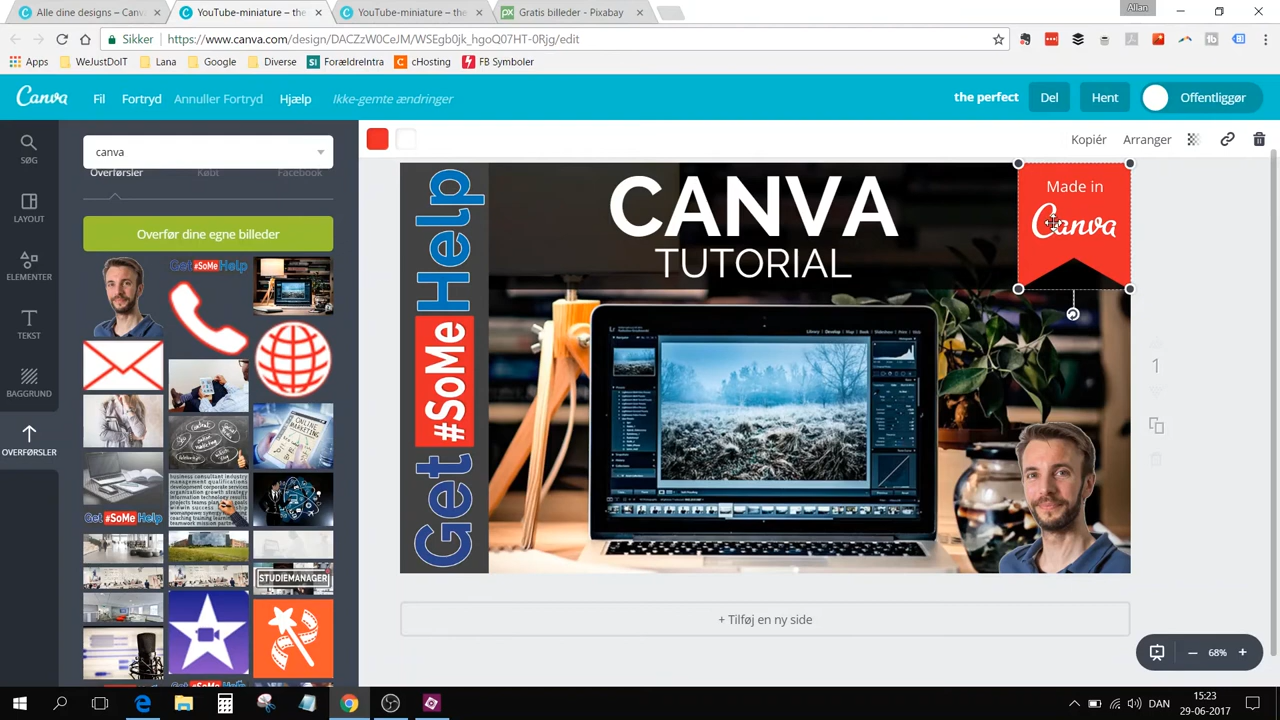 Alle dine designs – Canv
YouTube-miniature – the
YouTube-miniature – the
Gratis billeder - Pixabay
Allan
Sikker
https://www.canva.com/design/DACZzW0CeJM/WSEgb0jk_hgoQ07HT-0Rjg/edit
Apps
WeJustDoIT
Lana
Google
Diverse
ForældreIntra
cHosting
FB Symboler
Canva
Fil
Fortryd
Annuller Fortryd
Hjælp
Ikke-gemte ændringer
the perfect
Del
Hent
Offentliggør
SØG
LAYOUT
ELEMENTER
TEKST
BAGGRUND
OVERFØRSLER
canva
Overførsler
Købt
Facebook
Overfør dine egne billeder
Get #SoMe Help
ONLINE
MARKETING
Get #SoMe Help
STUDIEMANAGER
Kopiér
Arranger
Get #SoMe Help
CANVA
TUTORIAL
Made in
Canva
1
+ Tilføj en ny side
68%
DAN
15:23
29-06-2017